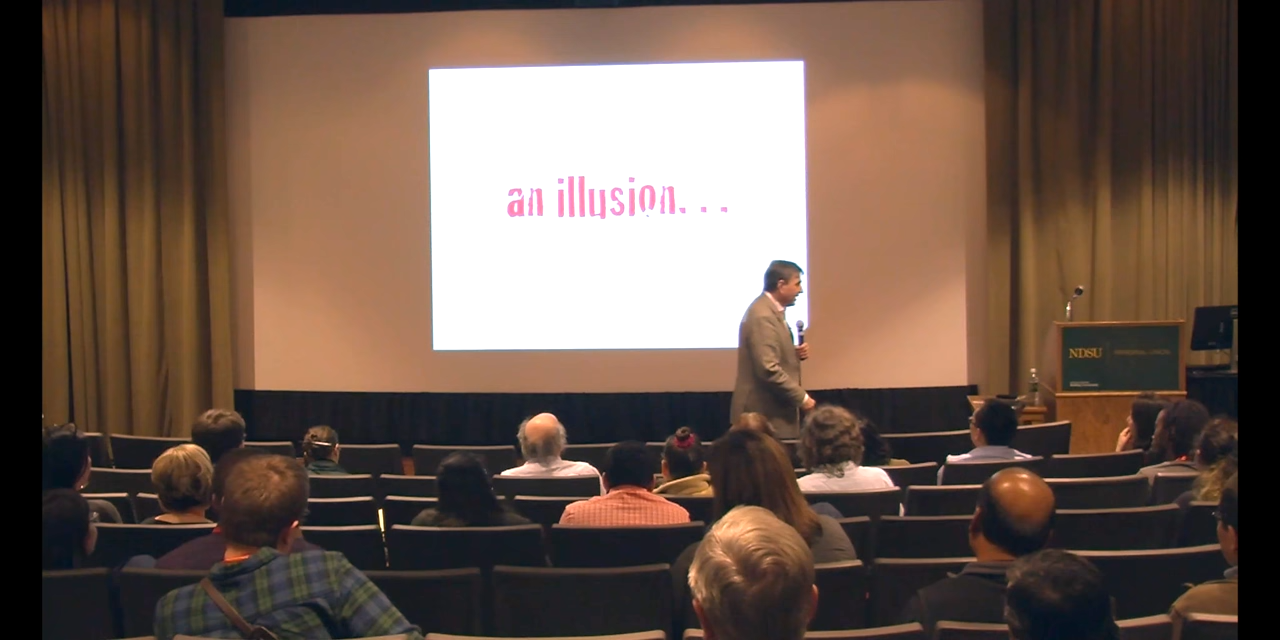 an illusion. . .
NDSU